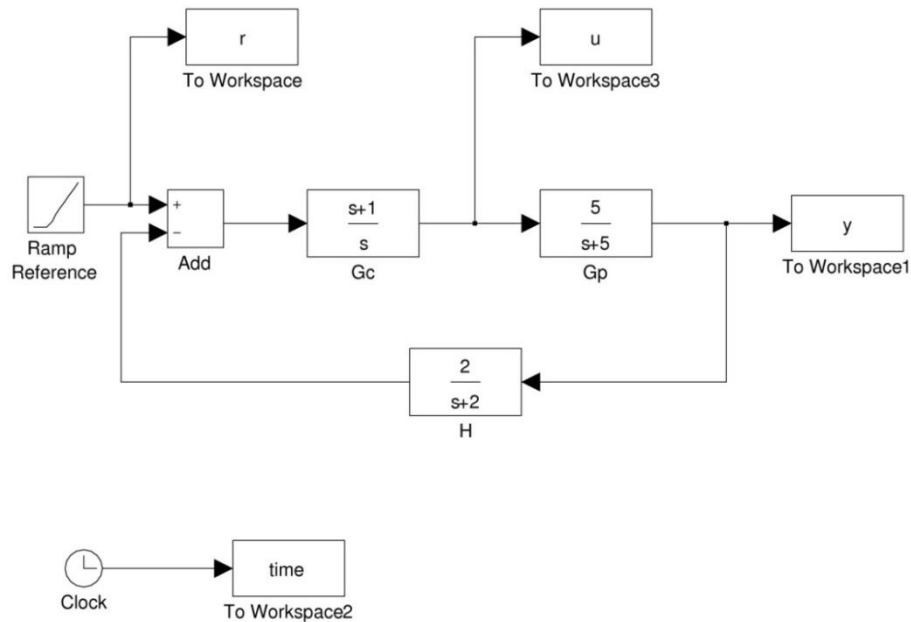 r
To Workspace
u
To Workspace3
Ramp
Reference
+
−
Add
s+1
s
Gc
5
s+5
Gp
y
To Workspace1
2
s+2
H
Clock
time
To Workspace2